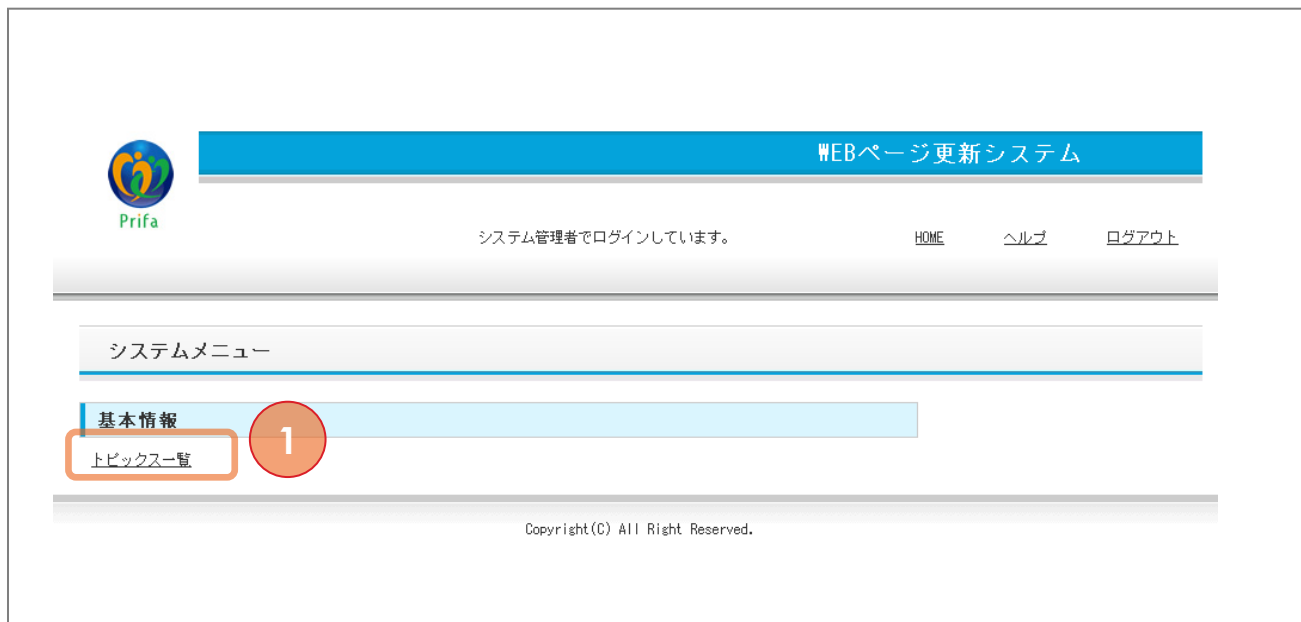 WEBページ更新システム
Prifa
システム管理者でログインしています。 HOME ヘルプ ログアウト
システムメニュー
基本情報
1
トピックス一覧
Copyright(C) All Right Reserved.